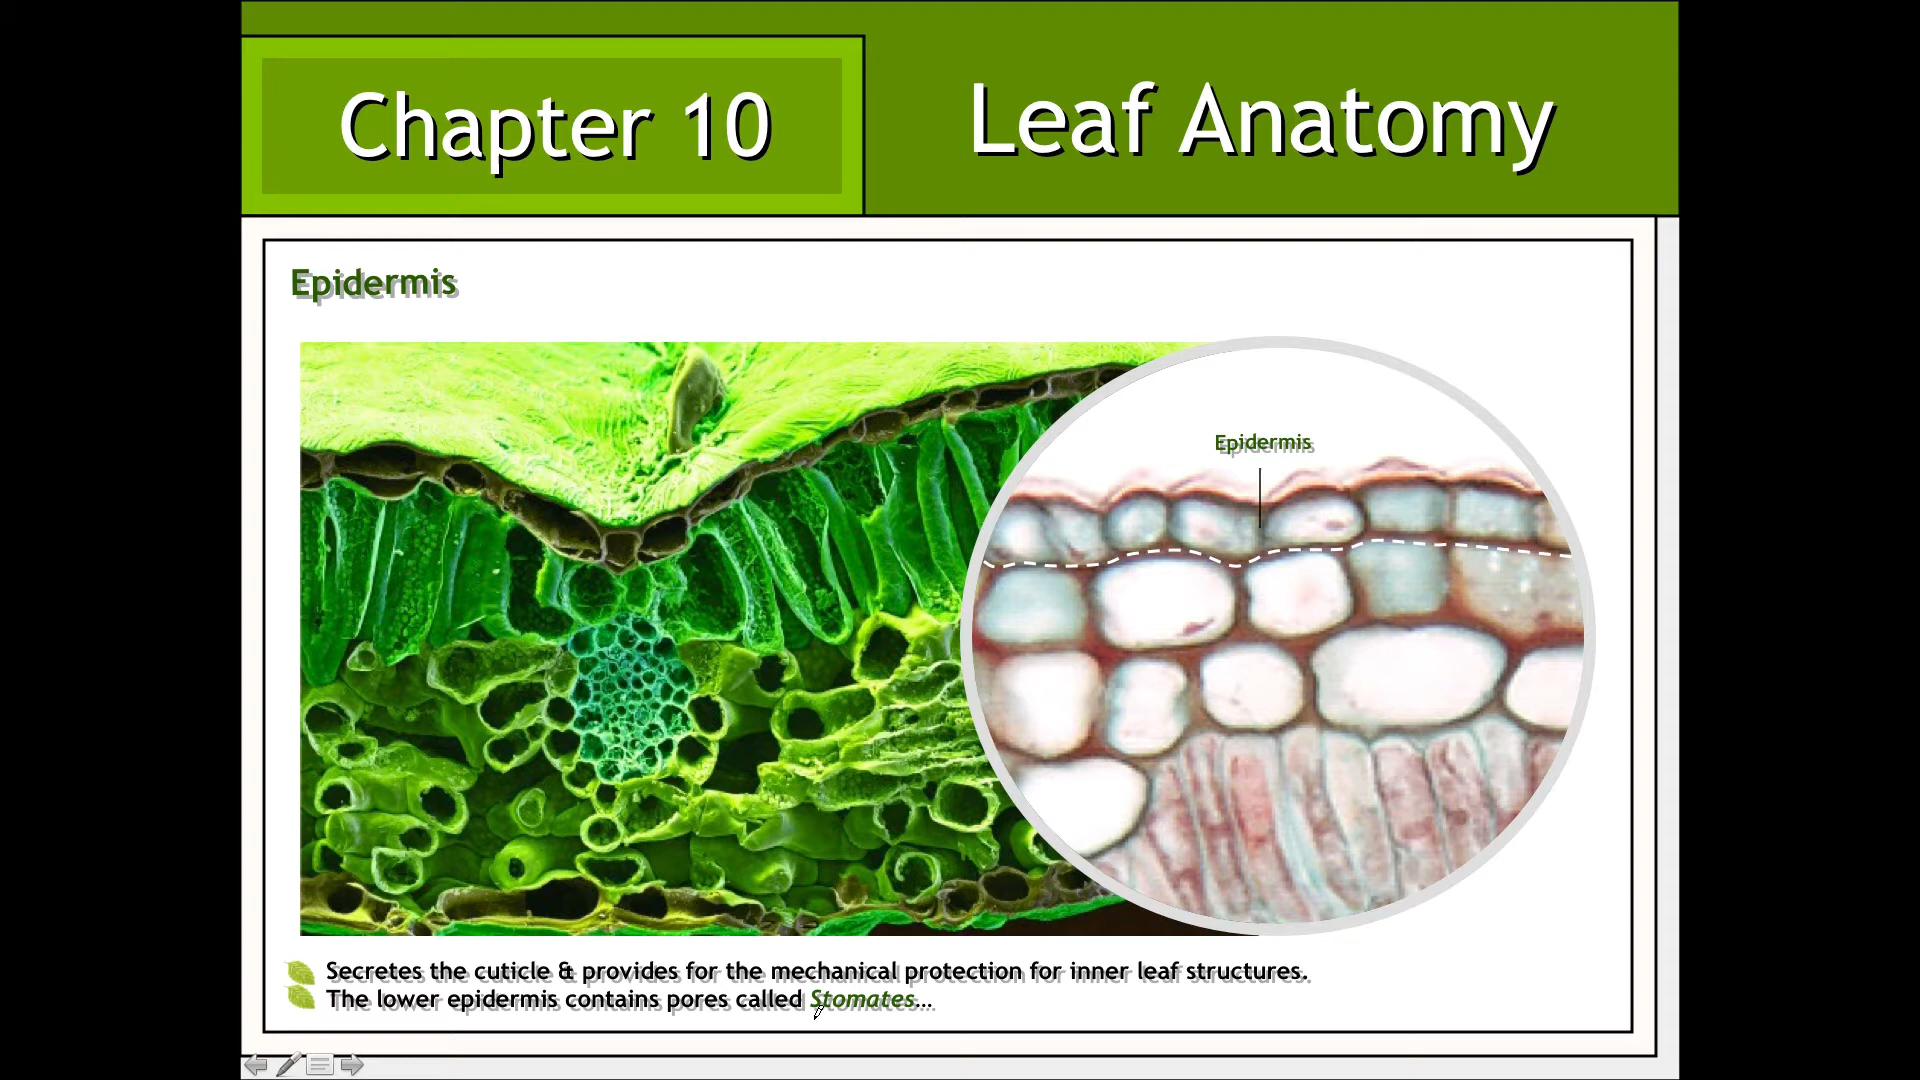 Chapter 10
Leaf Anatomy
Epidermis
Epidermis
Secretes the cuticle & provides for the mechanical protection for inner leaf structures.
The lower epidermis contains pores called Stomates...